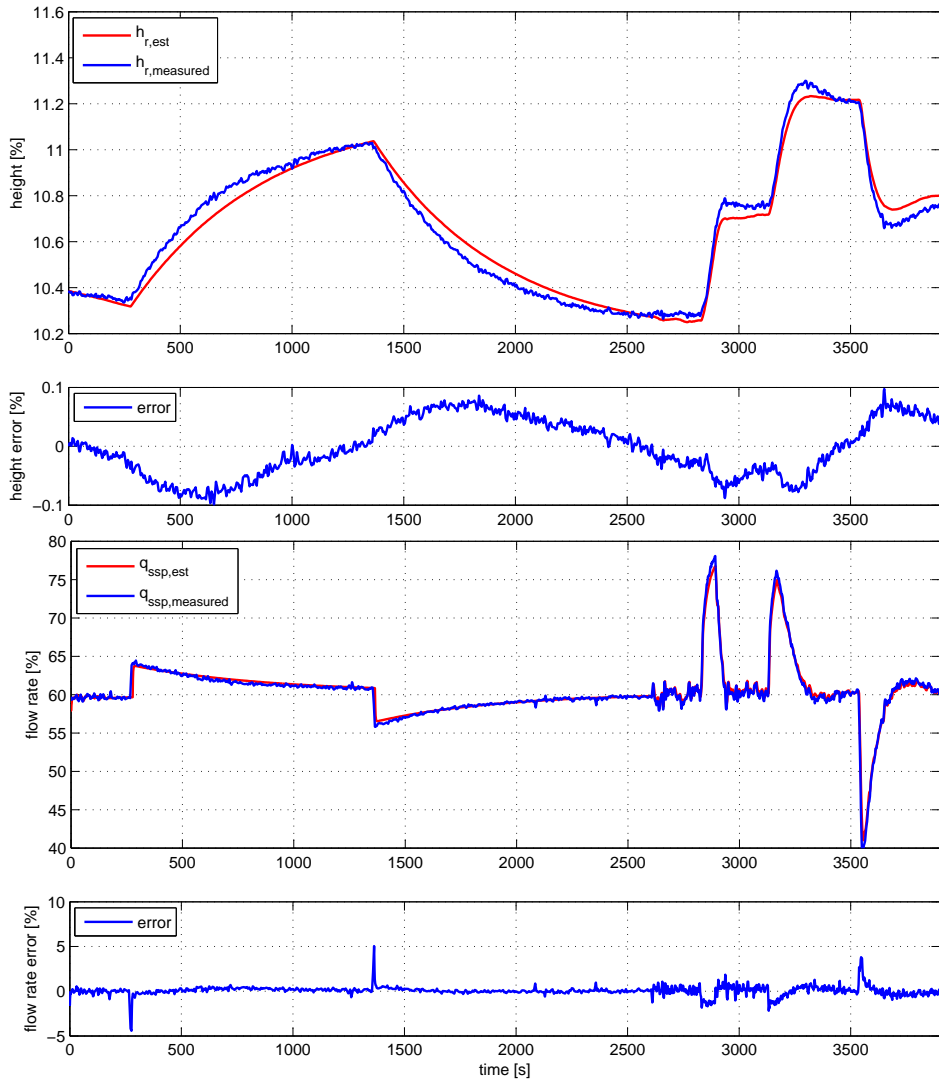 11.6
11.4
11.2
11
10.8
10.6
10.4
10.2
height [%]
h_r,est
h_r,measured
0 500 1000 1500 2000 2500 3000 3500
0.1
0
−0.1
height error [%]
error
0 500 1000 1500 2000 2500 3000 3500
80
75
70
65
60
55
50
45
40
flow rate [%]
q_ssp,est
q_ssp,measured
0 500 1000 1500 2000 2500 3000 3500
10
5
0
−5
flow rate error [%]
error
0 500 1000 1500 2000 2500 3000 3500
time [s]